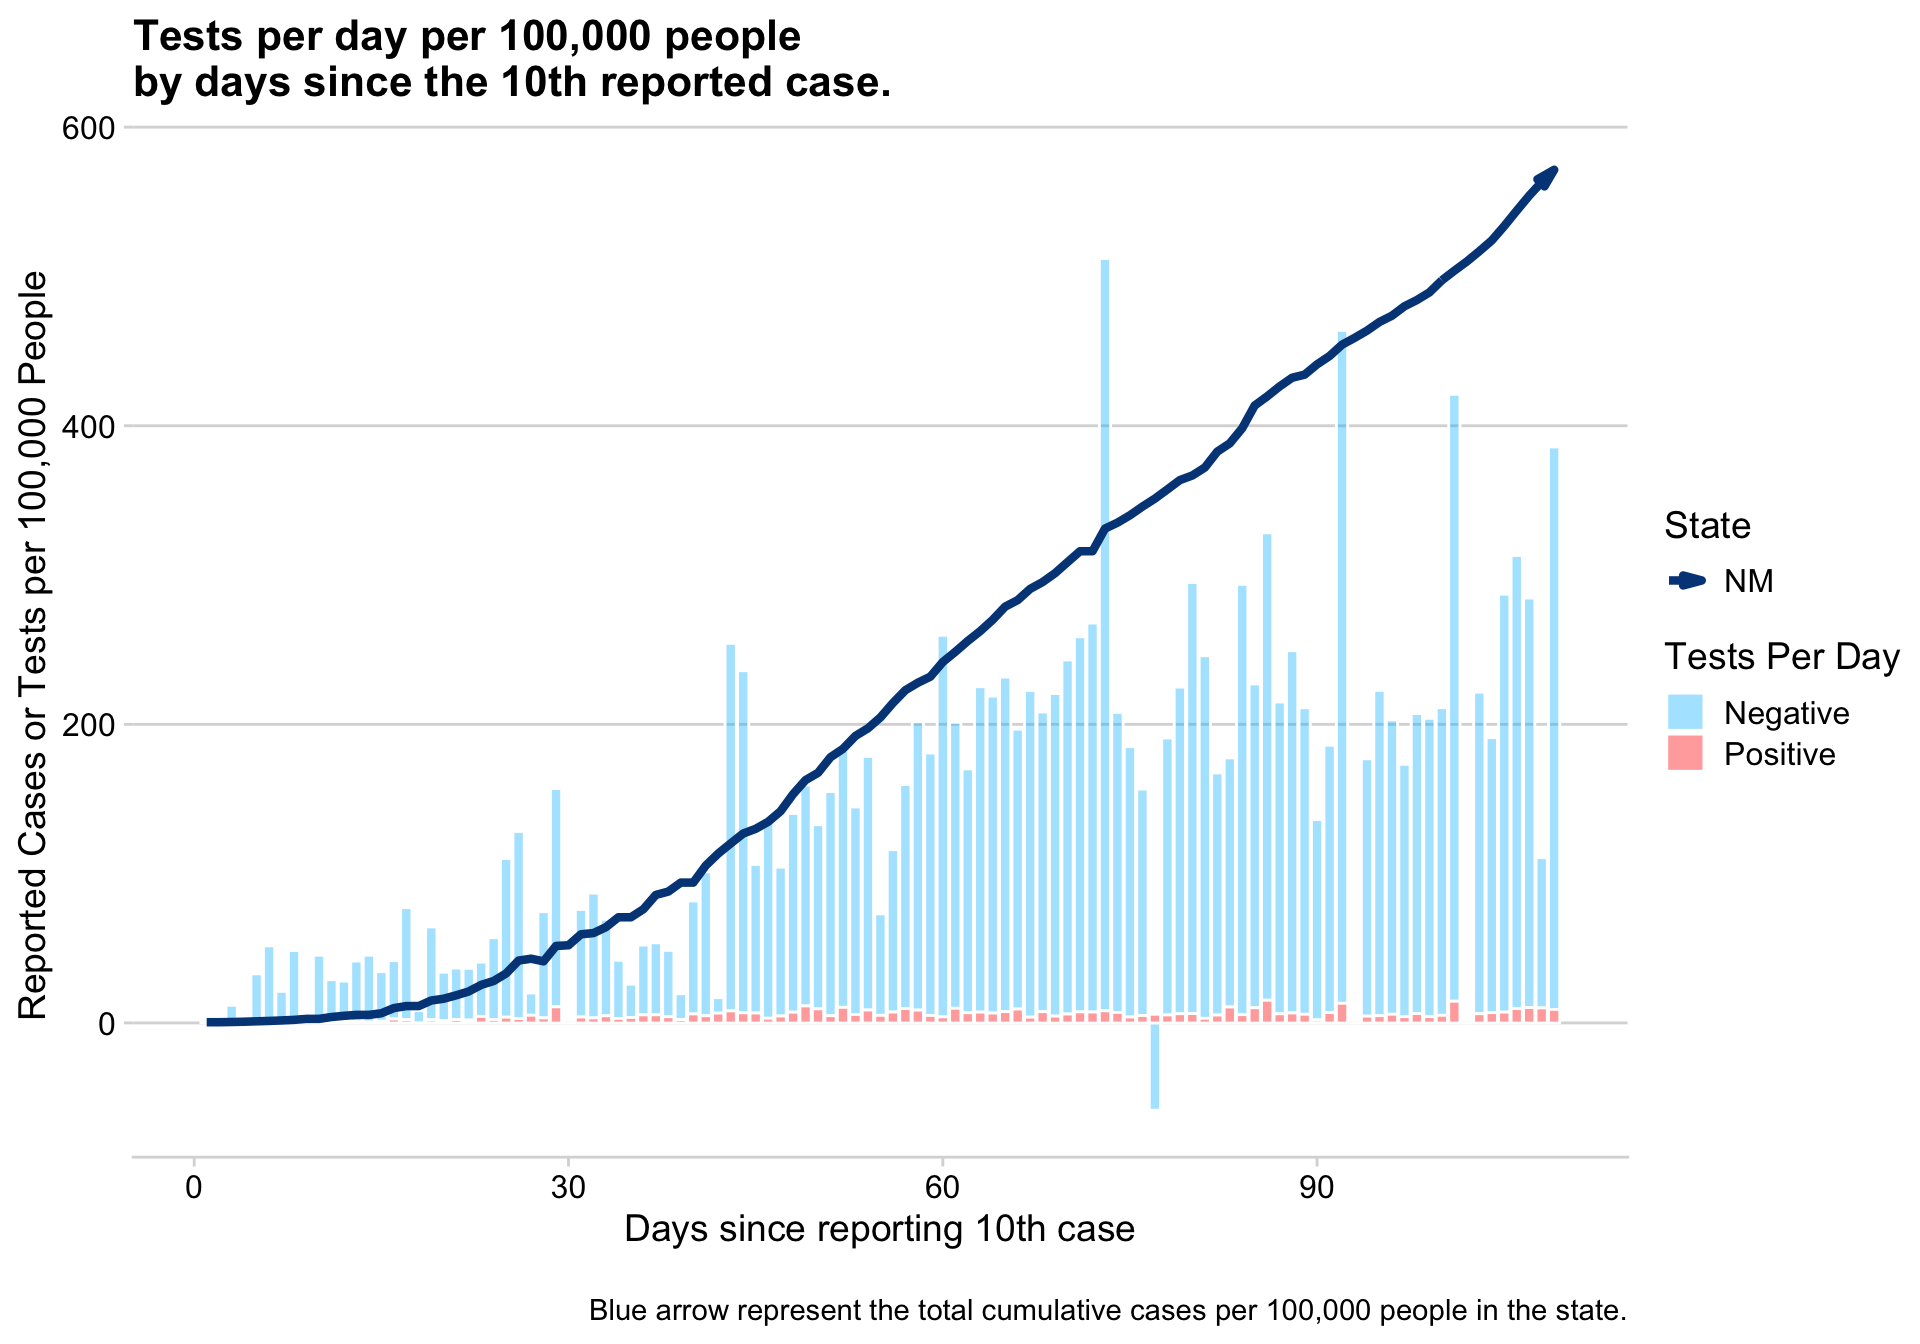 Tests per day per 100,000 people
by days since the 10th reported case.
Reported Cases or Tests per 100,000 People
600
400
200
0
0
30
60
90
Days since reporting 10th case
State
NM
Tests Per Day
Negative
Positive
Blue arrow represent the total cumulative cases per 100,000 people in the state.